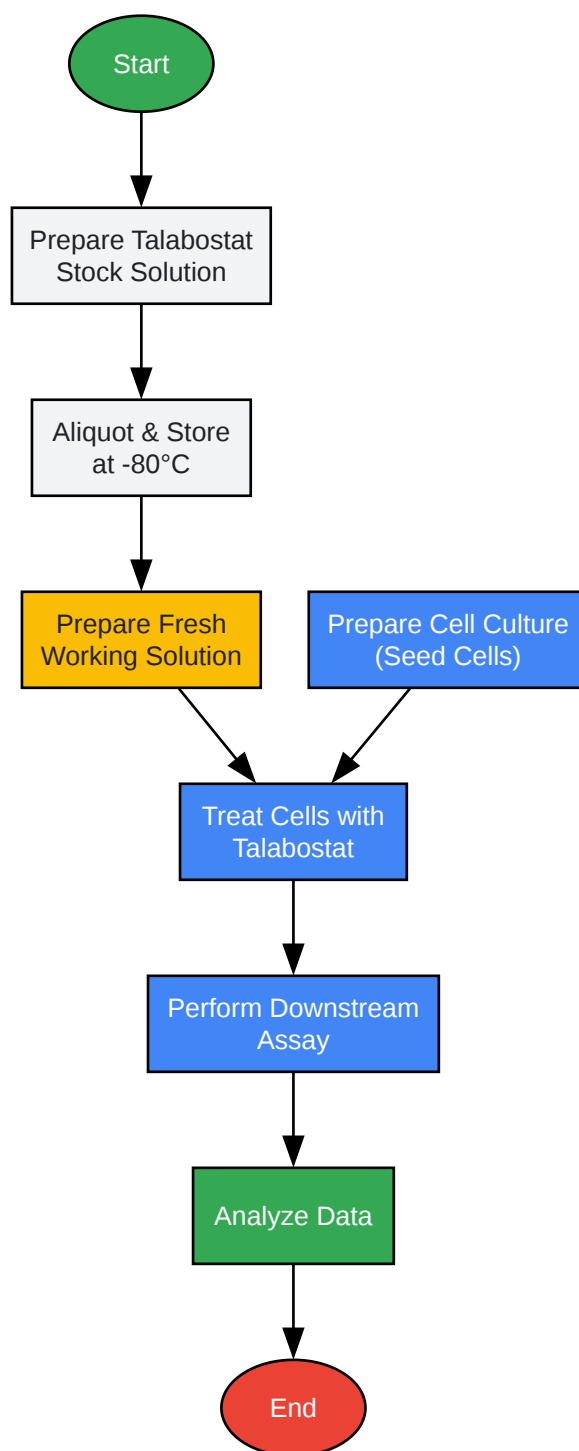 Start
Prepare Talabostat
Stock Solution
Aliquot & Store
at -80°C
Prepare Fresh
Working Solution
Prepare Cell Culture
(Seed Cells)
Treat Cells with
Talabostat
Perform Downstream
Assay
Analyze Data
End